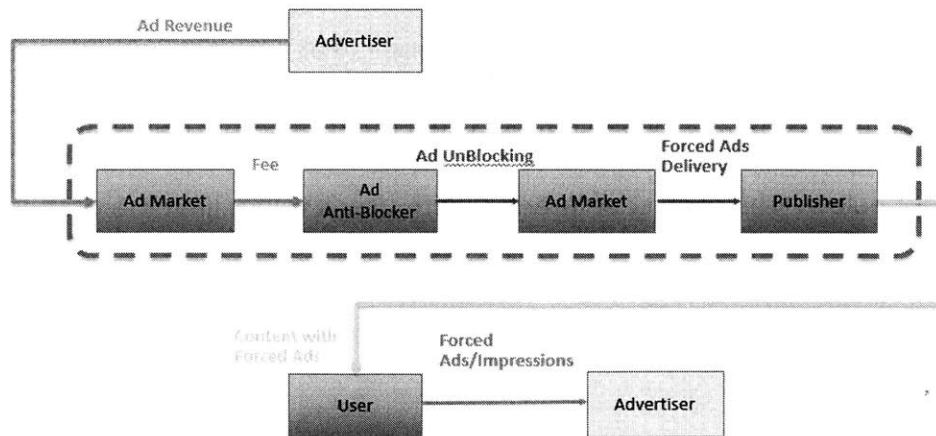 Ad Revenue
Advertiser
Fee
Ad UnBlocking
Forced Ads
Delivery
Ad Market
Ad
Anti-Blocker
Ad Market
Publisher
Content with
Forced Ads
Forced
Ads/Impressions
User
Advertiser